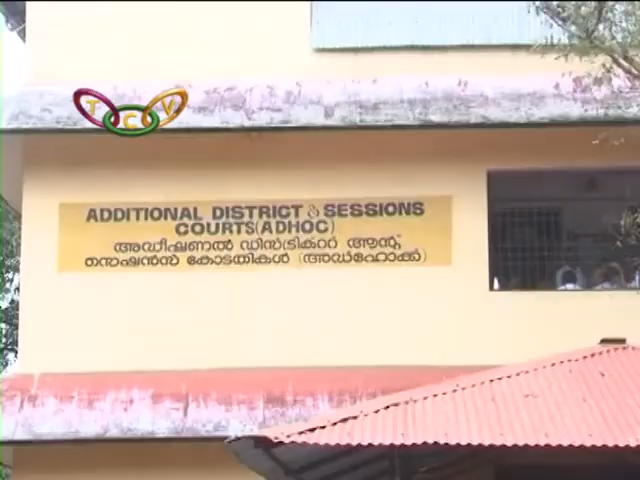 TCV
ADDITIONAL DISTRICT & SESSIONS
COURTS(ADHOC)
അഡീഷണൽ ഡിസ്ട്രിക്റ്റ് ആന്റ്
സെഷൻസ് കോടതികൾ (അഡ്ഹോക്ക്)